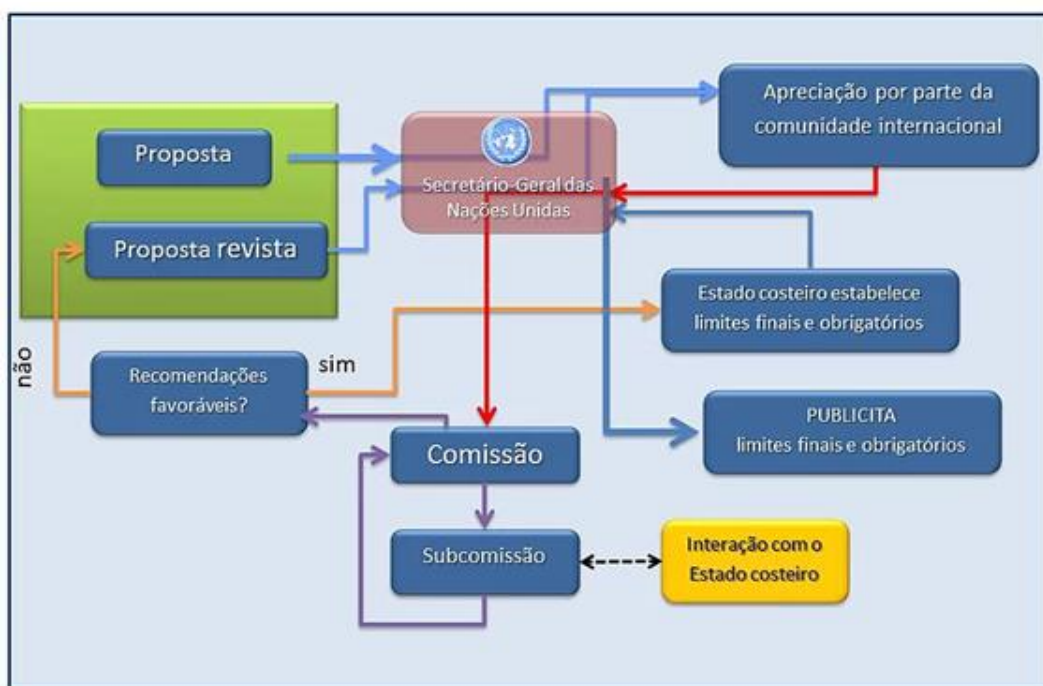 Proposta
Proposta revista
Secretário-Geral das
Nações Unidas
Apreciação por parte da
comunidade internacional
Estado costeiro estabelece
limites finais e obrigatórios
PUBLICITA
limites finais e obrigatórios
não
Recomendações
favoráveis?
sim
Comissão
Subcomissão
Interação com o
Estado costeiro